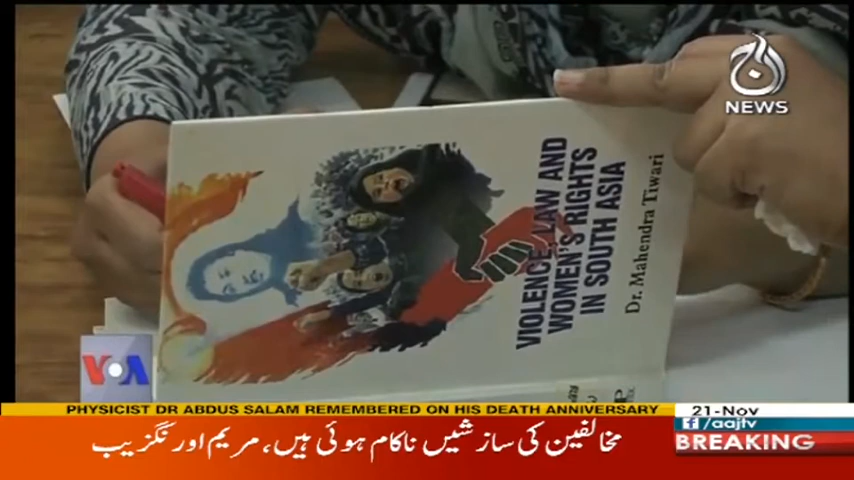 آج
NEWS
VIOLENCE, LAW AND
WOMEN'S RIGHTS
IN SOUTH ASIA
Dr. Mahendra Tiwari
VOA
PHYSICIST DR ABDUS SALAM REMEMBERED ON HIS DEATH ANNIVERSARY
21-Nov
f/aajtv
BREAKING
مخالفین کی سازشیں ناکام ہوئی ہیں، مریم اورنگزیب